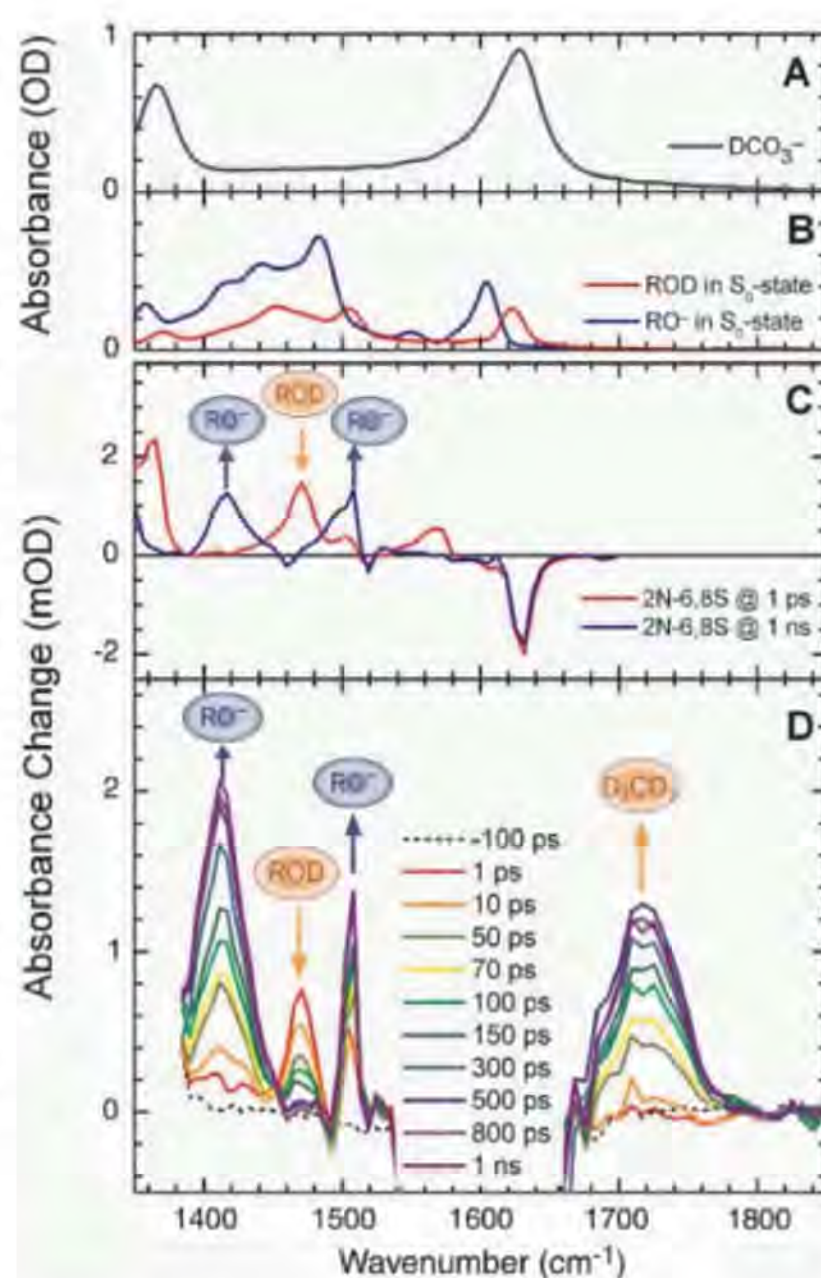 Absorbance (OD)
1
0
A
DCO₃⁻
0
B
ROD in S₀-state
RO⁻ in S₀-state
Absorbance Change (mOD)
2
0
-2
C
RO⁻
ROD
RO⁻
2N-6,8S @ 1 ps
2N-6,8S @ 1 ns
D
2
1
0
RO⁻
ROD
RO⁻
-100 ps
1 ps
10 ps
50 ps
70 ps
100 ps
150 ps
300 ps
500 ps
800 ps
1 ns
1400
1500
1600
1700
1800
Wavenumber (cm⁻¹)